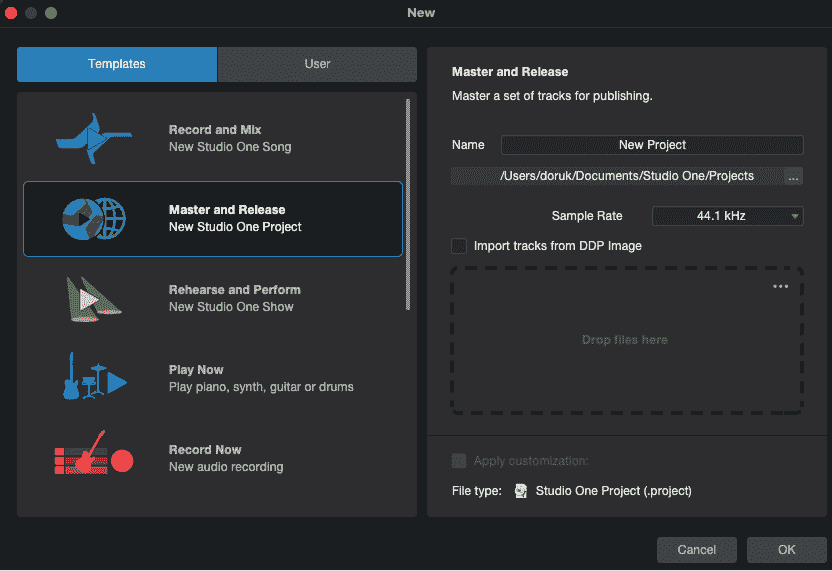 New
Templates
User
Record and Mix
New Studio One Song
Master and Release
New Studio One Project
Rehearse and Perform
New Studio One Show
Play Now
Play piano, synth, guitar or drums
Record Now
New audio recording
Master and Release
Master a set of tracks for publishing.
Name New Project
/Users/doruk/Documents/Studio One/Projects ...
Sample Rate 44.1 kHz
Import tracks from DDP Image
Drop files here
Apply customization:
File type: Studio One Project (.project)
Cancel
OK